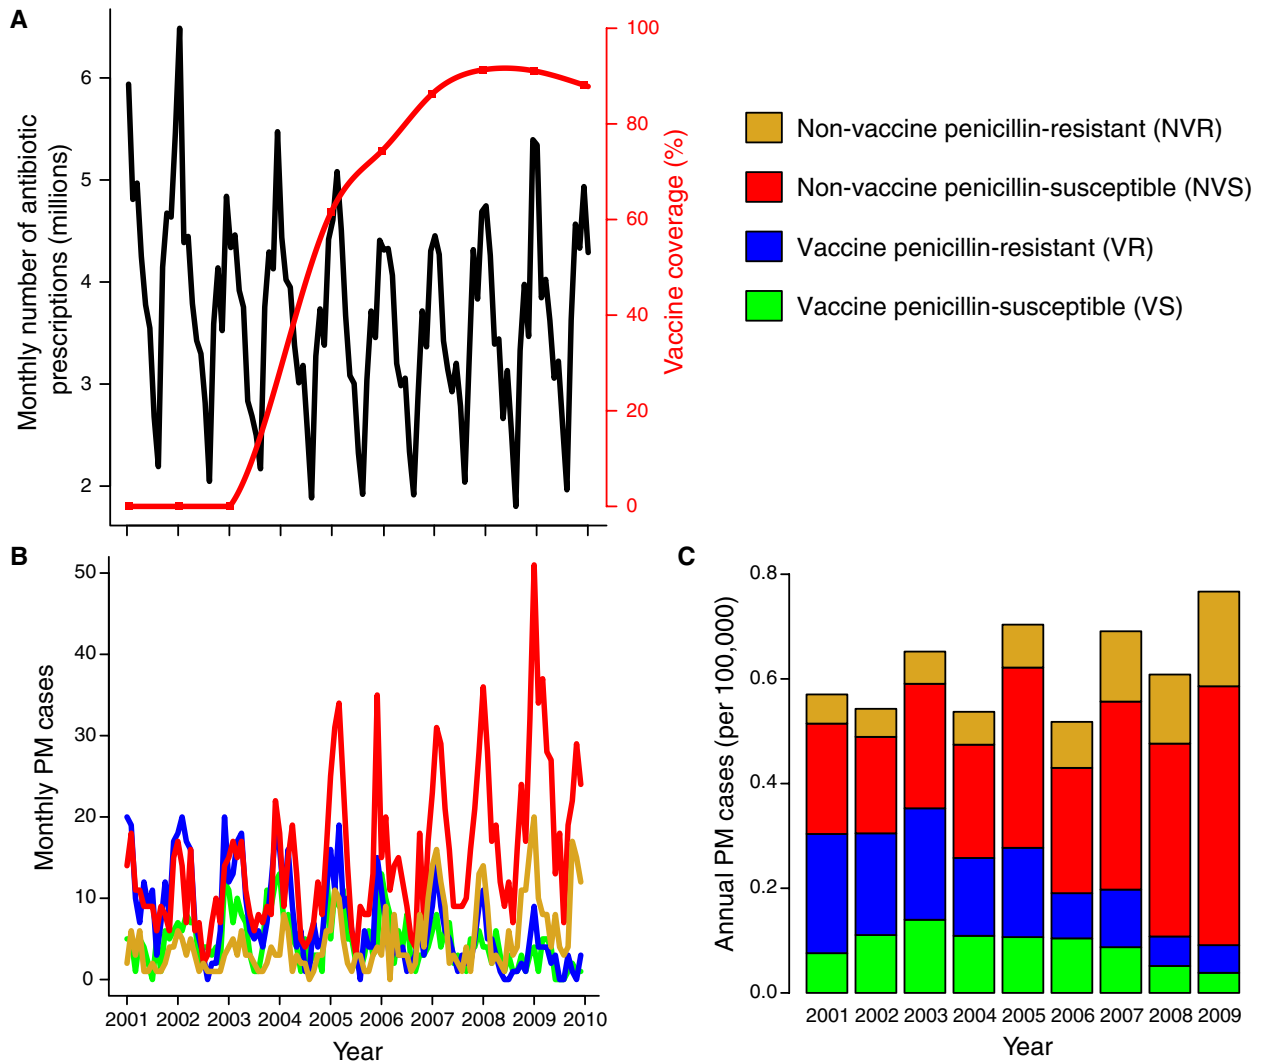 A
Monthly number of antibiotic
prescriptions (millions)
6
5
4
3
2
100
80
60
40
20
0
Vaccine coverage (%)
Non-vaccine penicillin-resistant (NVR)
Non-vaccine penicillin-susceptible (NVS)
Vaccine penicillin-resistant (VR)
Vaccine penicillin-susceptible (VS)
B
Monthly PM cases
50
40
30
20
10
0
2001 2002 2003 2004 2005 2006 2007 2008 2009 2010
Year
C
Annual PM cases (per 100,000)
0.8
0.6
0.4
0.2
0.0
2001 2002 2003 2004 2005 2006 2007 2008 2009
Year